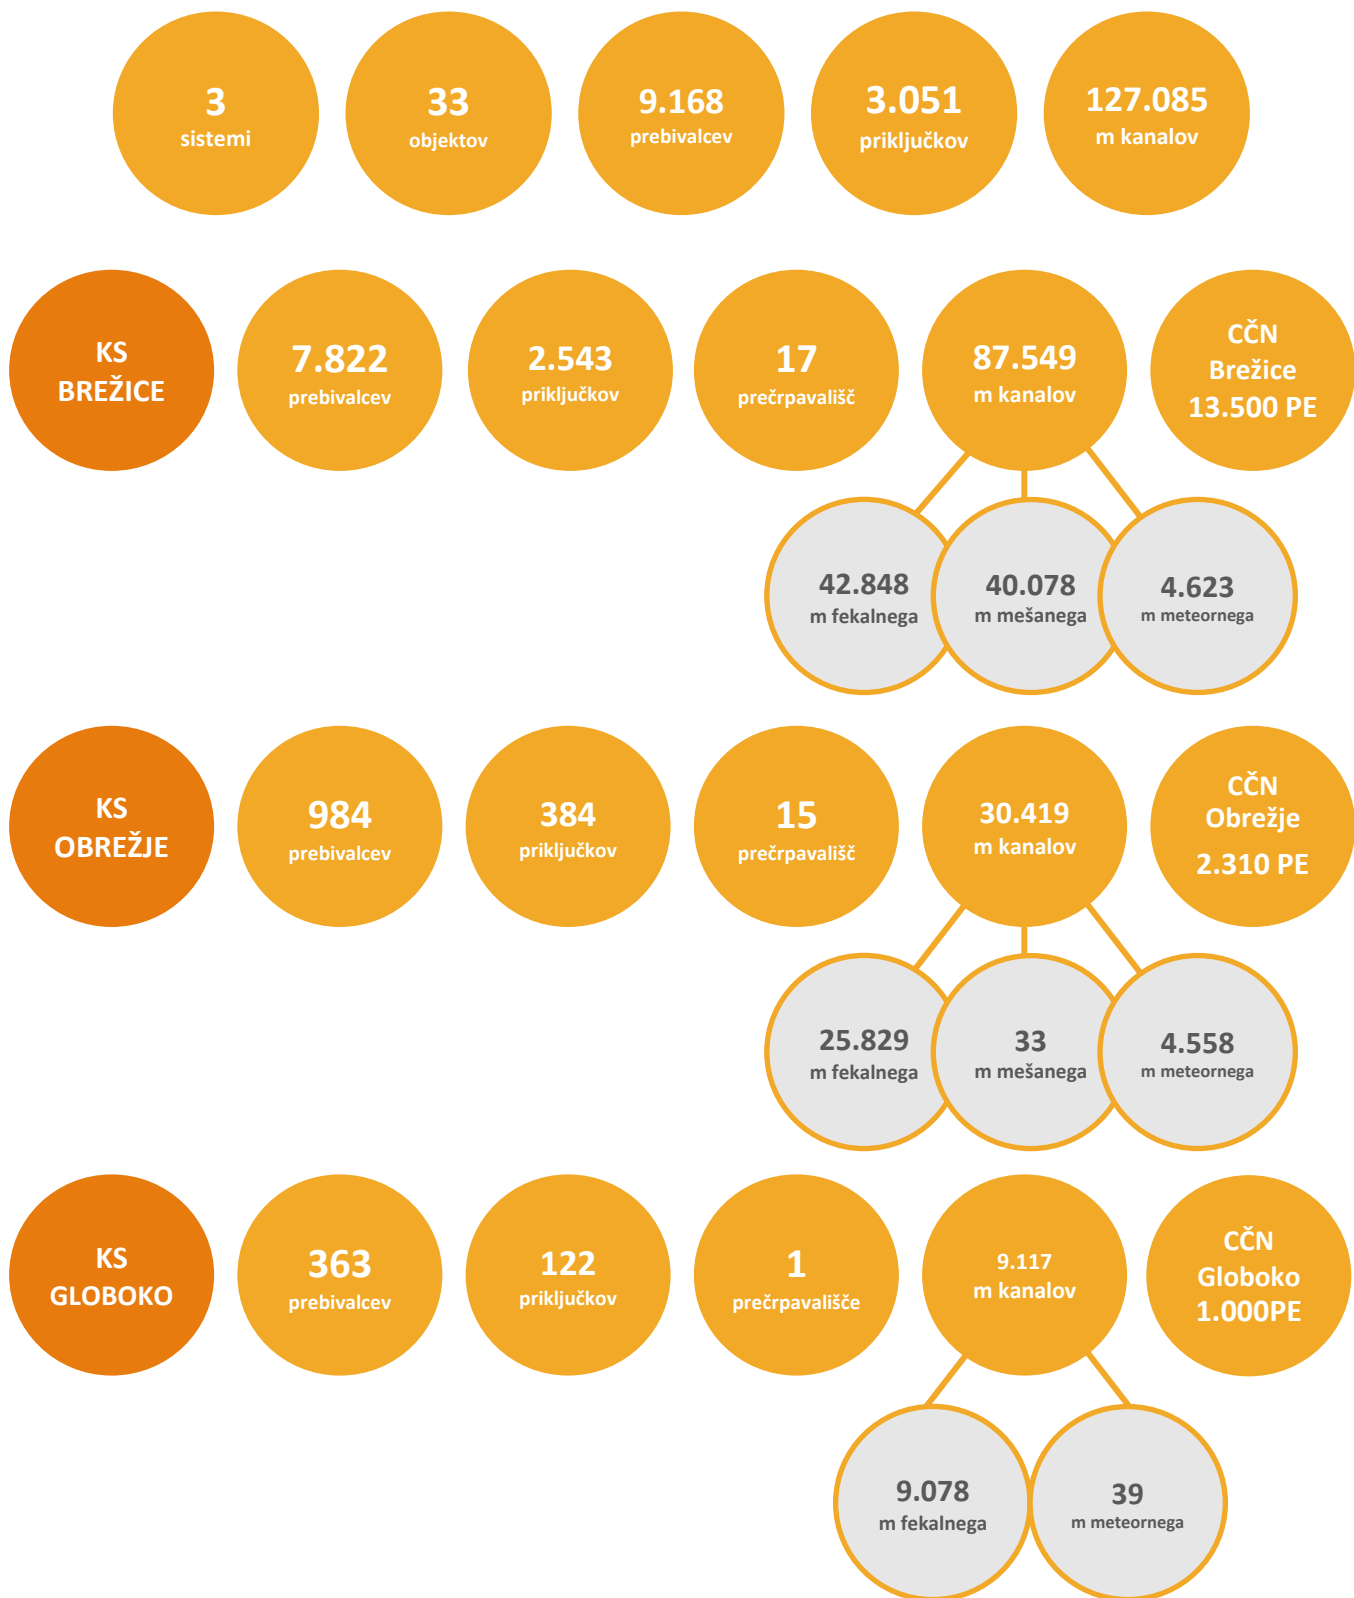 3
sistemi
33
objektov
9.168
prebivalcev
3.051
priključkov
127.085
m kanalov
KS
BREŽICE
7.822
prebivalcev
2.543
priključkov
17
prečrpavališč
87.549
m kanalov
CČN
Brežice
13.500 PE
42.848
m fekalnega
40.078
m mešanega
4.623
m meteornega
KS
OBREŽJE
984
prebivalcev
384
priključkov
15
prečrpavališč
30.419
m kanalov
CČN
Obrežje
2.310 PE
25.829
m fekalnega
33
m mešanega
4.558
m meteornega
KS
GLOBOKO
363
prebivalcev
122
priključkov
1
prečrpavališče
9.117
m kanalov
CČN
Globoko
1.000PE
9.078
m fekalnega
39
m meteornega